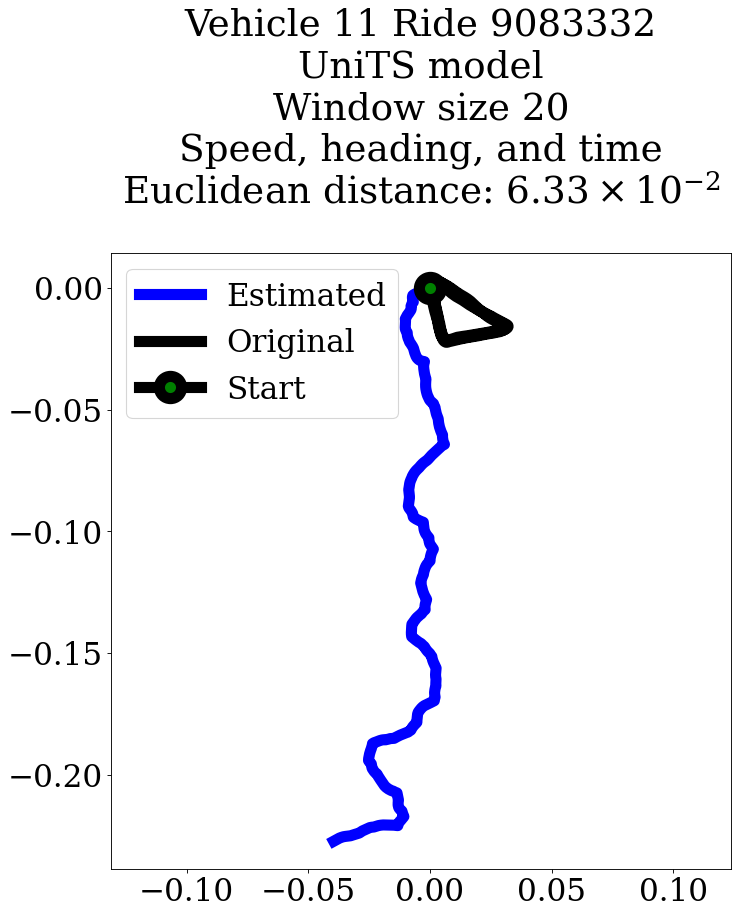 Vehicle 11 Ride 9083332
UniTS model
Window size 20
Speed, heading, and time
Euclidean distance: 6.33 × 10⁻²
Estimated
Original
Start
0.00
−0.05
−0.10
−0.15
−0.20
−0.10 −0.05 0.00 0.05 0.10